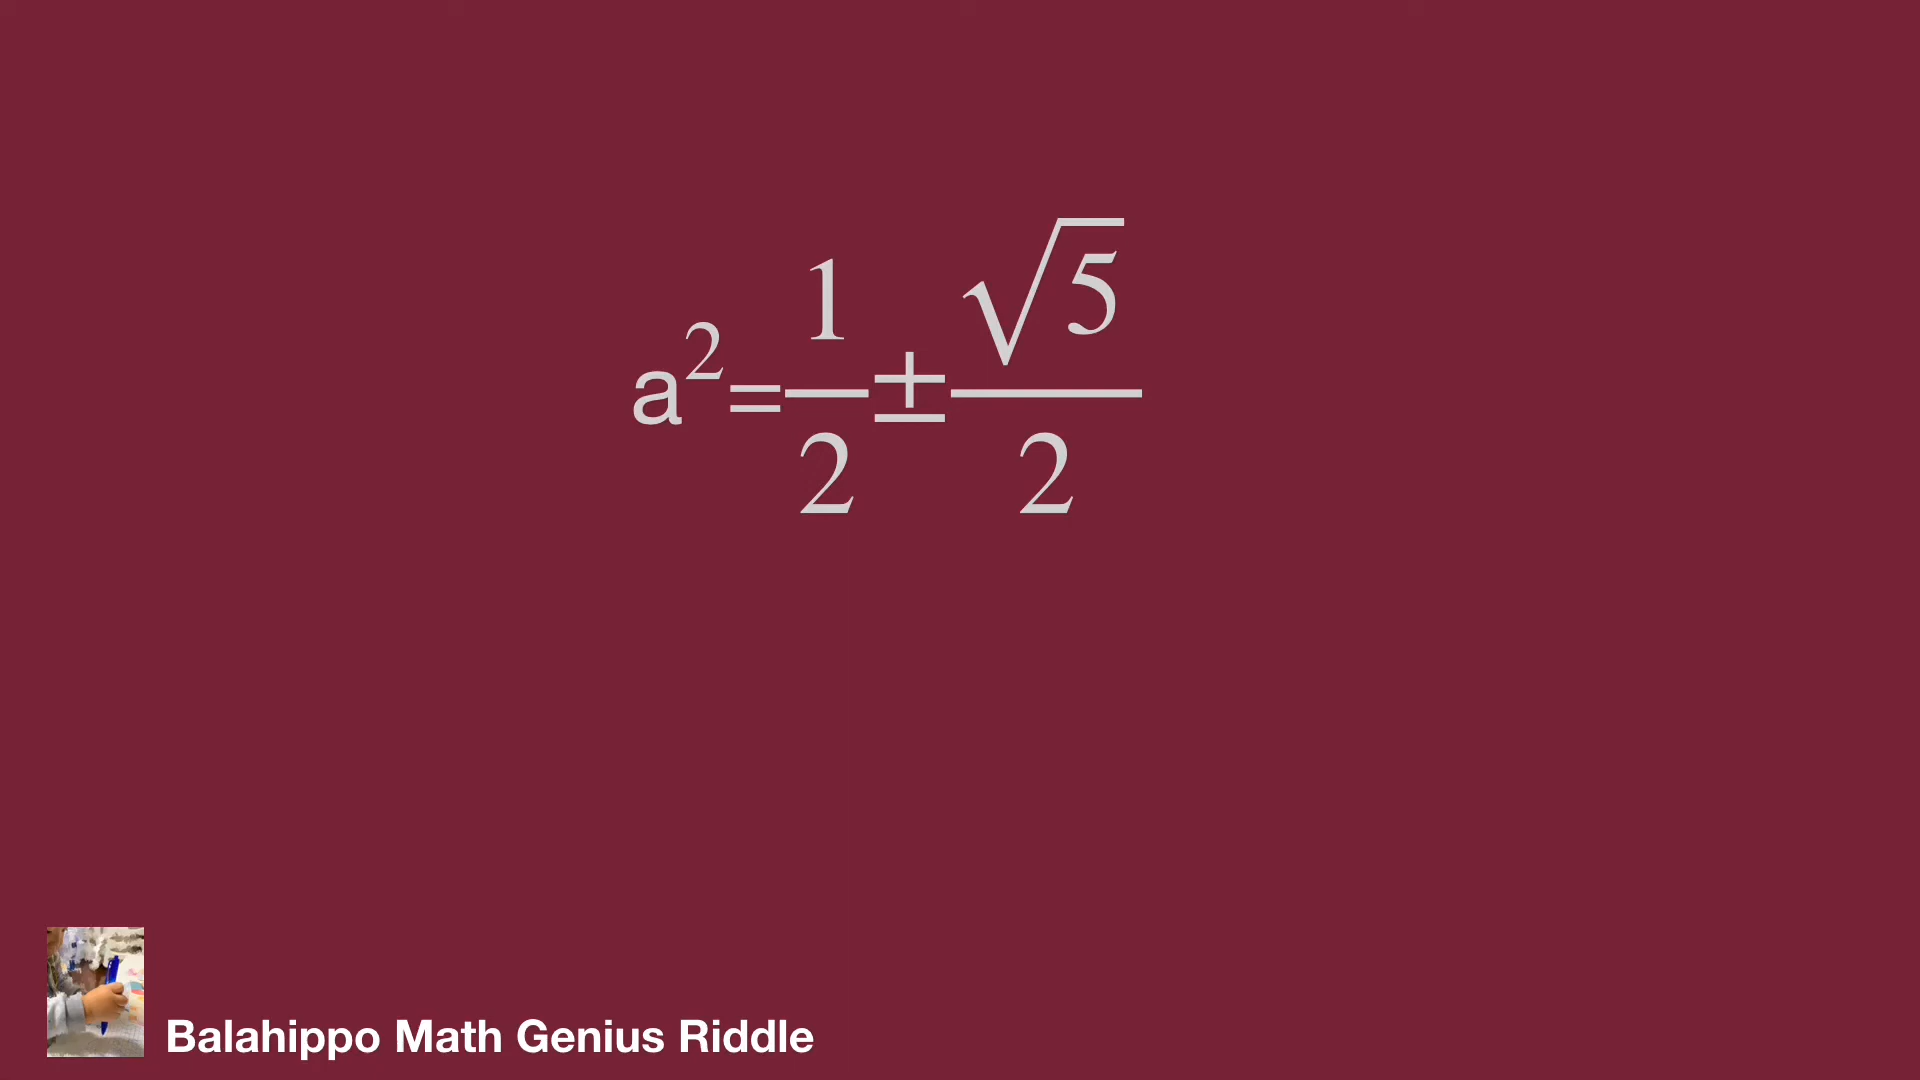 a²=1/2±√5/2
Balahippo Math Genius Riddle